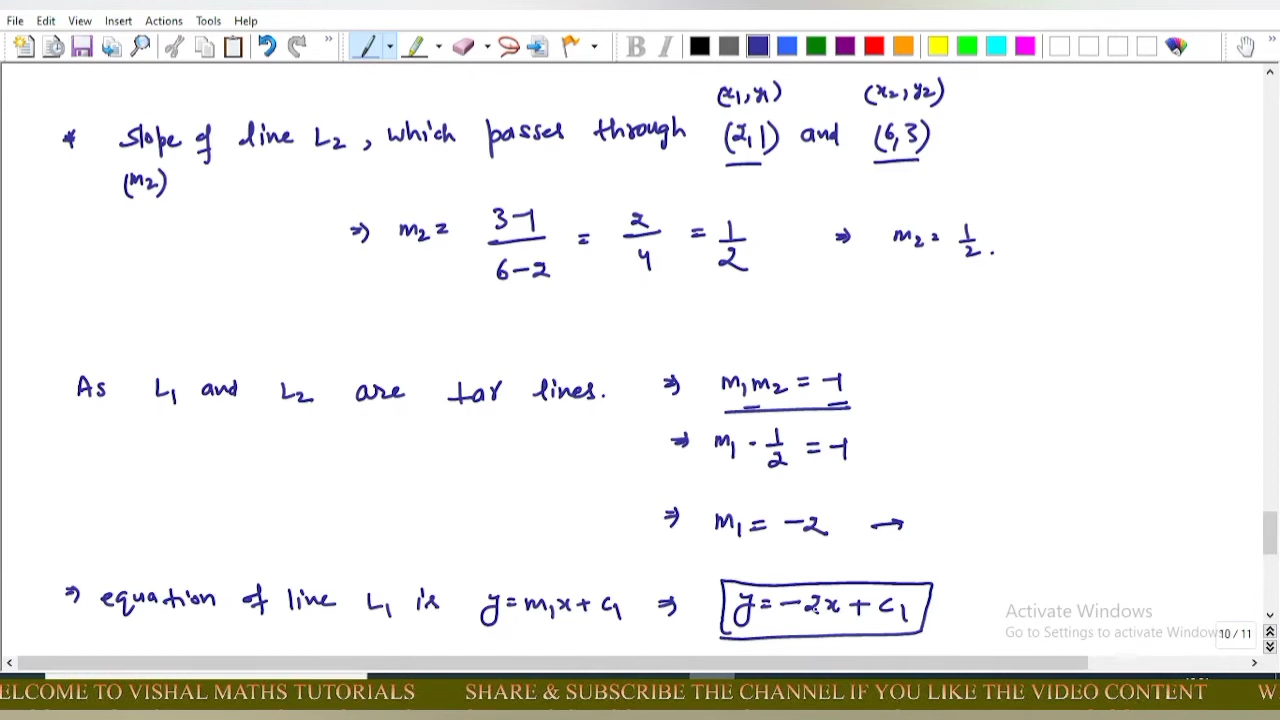 File Edit View Insert Actions Tools Help
(x1, y1) (x2, y2)
* slope of line L2, which passes through (2,1) and (6,3)
(m2)
⇒ m2 = 3-1/6-2 = 2/4 = 1/2 ⇒ m2 = 1/2.
As L1 and L2 are ⊥ar lines. ⇒ m1m2 = -1
⇒ m1 · 1/2 = -1
⇒ m1 = -2 →
⇒ equation of line L1 is y = m1x + c1 ⇒ y = -2x + c1
Activate Windows
Go to Settings to activate Windows
10 / 11
ELCOME TO VISHAL MATHS TUTORIALS SHARE & SUBSCRIBE THE CHANNEL IF YOU LIKE THE VIDEO CONTENT W